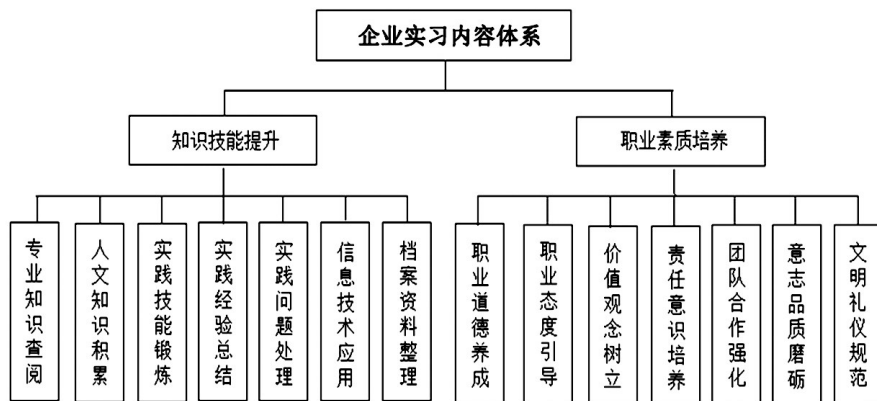 企业实习内容体系
知识技能提升
职业素质培养
专业知识查阅
人文知识积累
实践技能锻炼
实践经验总结
实践问题处理
信息技术应用
档案资料整理
职业道德养成
职业态度引导
价值观念树立
责任意识培养
团队合作强化
意志品质磨砺
文明礼仪规范